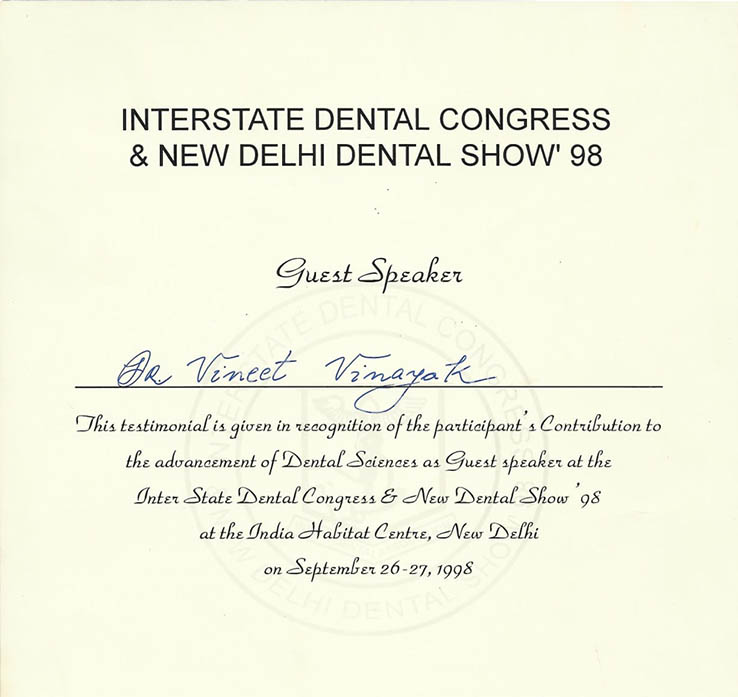 INTERSTATE DENTAL CONGRESS
& NEW DELHI DENTAL SHOW' 98
Guest Speaker
Dr Vineet Vinayak
This testimonial is given in recognition of the participant's Contribution to
the advancement of Dental Sciences as Guest speaker at the
Inter State Dental Congress & New Dental Show '98
at the India Habitat Centre, New Delhi
on September 26-27, 1998
INTERSTATE DENTAL CONGRESS
NEW DELHI DENTAL SHOW